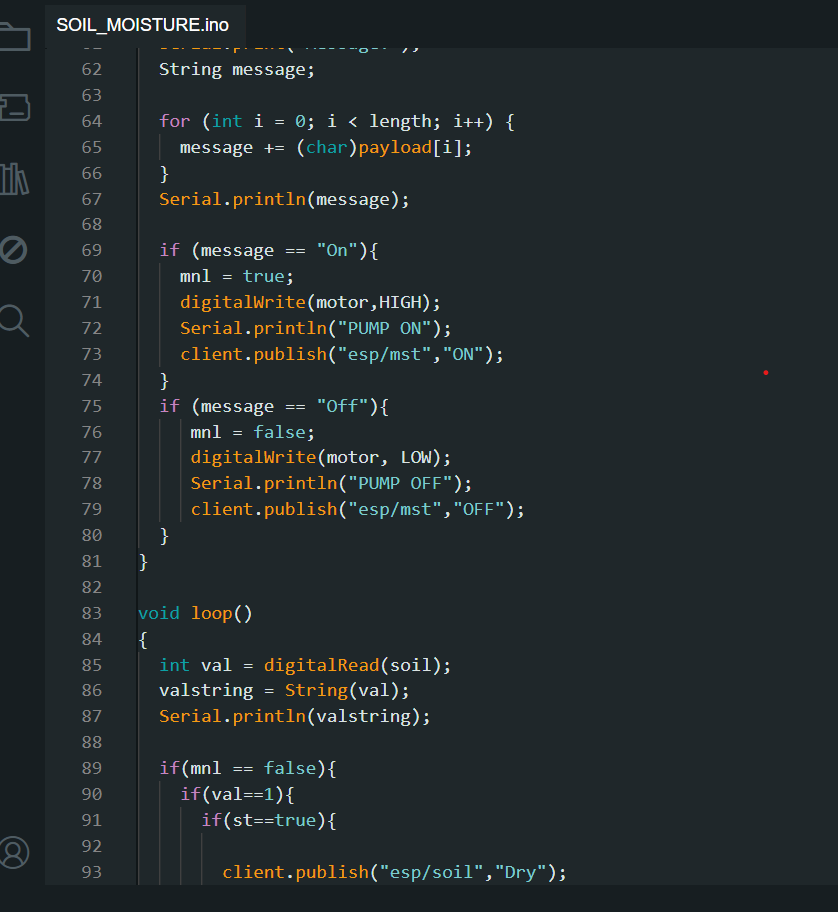 SOIL_MOISTURE.ino
62 String message;
63
64 for (int i = 0; i < length; i++) {
65 message += (char)payload[i];
66 }
67 Serial.println(message);
68
69 if (message == "On"){
70 mnl = true;
71 digitalWrite(motor,HIGH);
72 Serial.println("PUMP ON");
73 client.publish("esp/mst","ON");
74 }
75 if (message == "Off"){
76 mnl = false;
77 digitalWrite(motor, LOW);
78 Serial.println("PUMP OFF");
79 client.publish("esp/mst","OFF");
80 }
81 }
82
83 void loop()
84 {
85 int val = digitalRead(soil);
86 valstring = String(val);
87 Serial.println(valstring);
88
89 if(mnl == false){
90 if(val==1){
91 if(st==true){
92
93 client.publish("esp/soil","Dry");